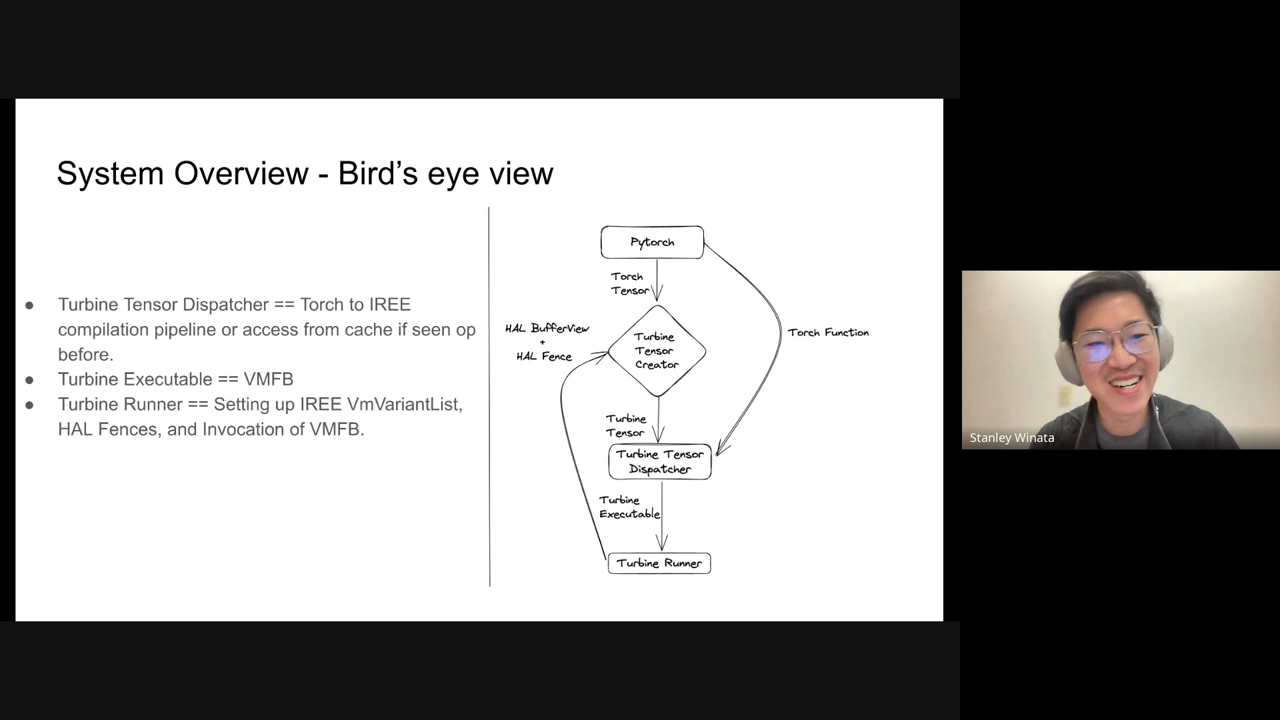 System Overview - Bird’s eye view
● Turbine Tensor Dispatcher == Torch to IREE
compilation pipeline or access from cache if seen op
before.
● Turbine Executable == VMFB
● Turbine Runner == Setting up IREE VmVariantList,
HAL Fences, and Invocation of VMFB.
Pytorch
Torch
Tensor
HAL BufferView
+
HAL Fence
Turbine
Tensor
Creator
Torch Function
Turbine
Tensor
Turbine Tensor
Dispatcher
Turbine
Executable
Turbine Runner
Stanley Winata